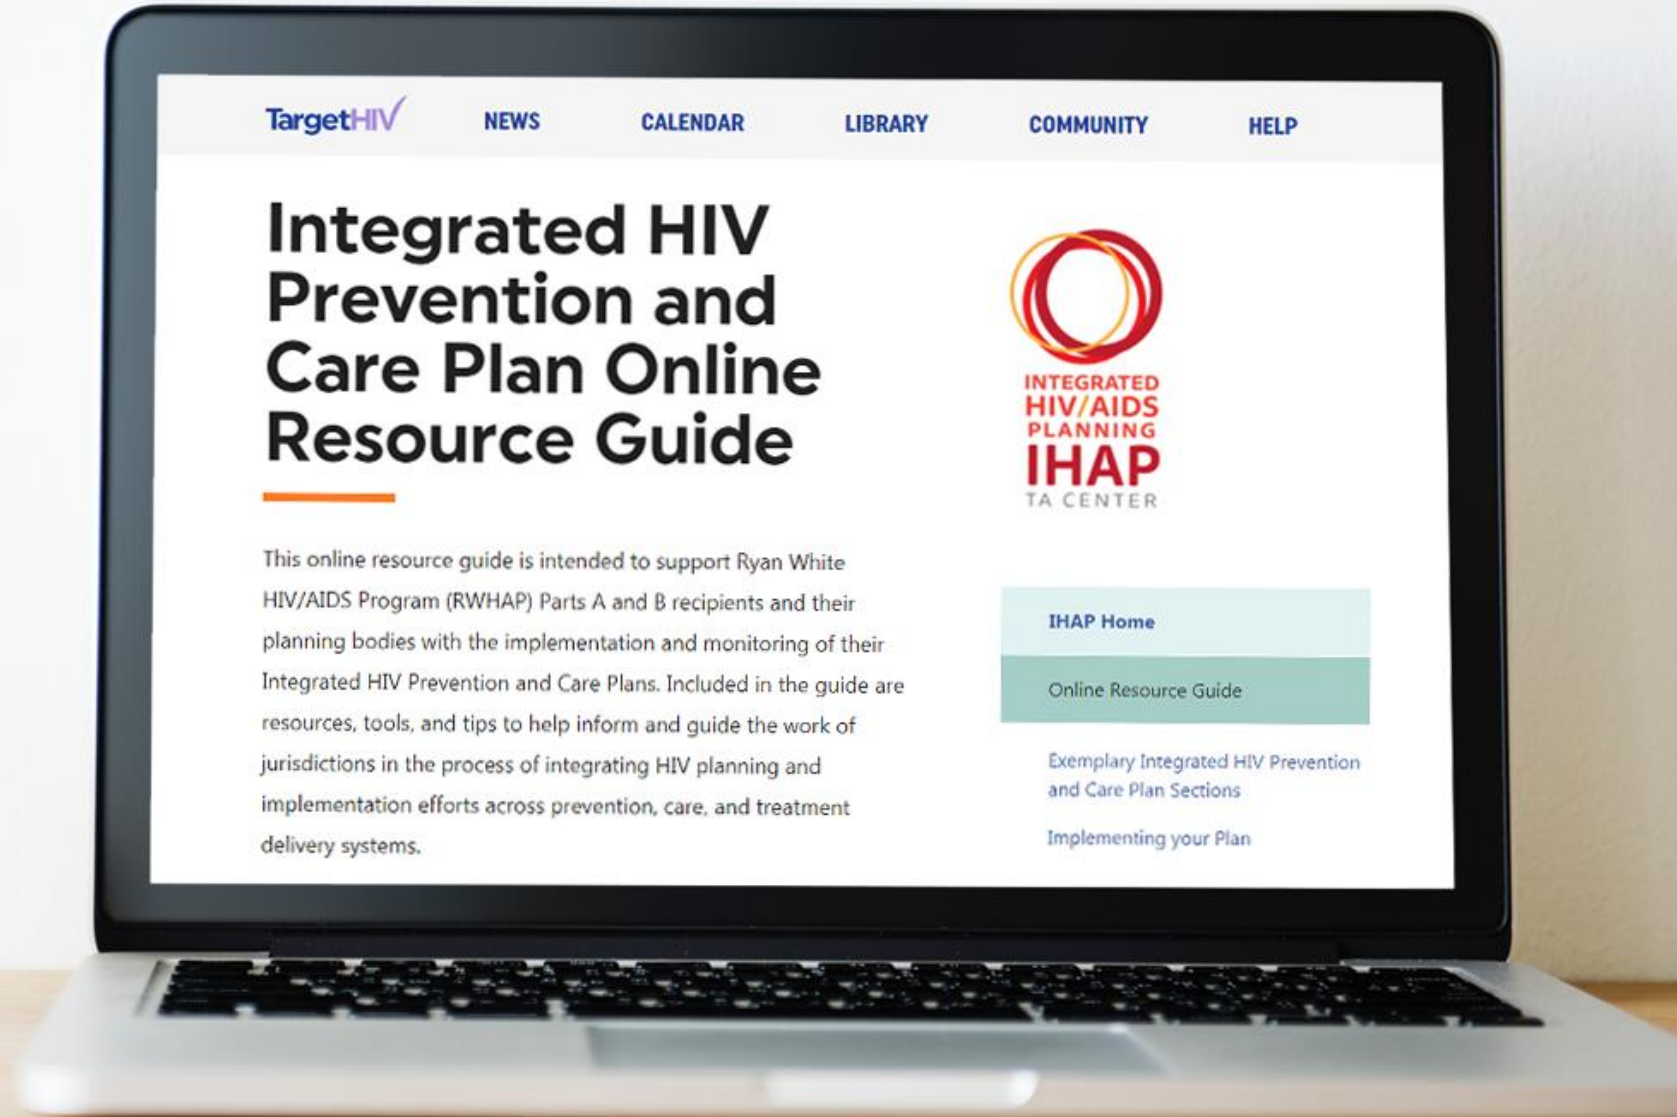 TargetHIV
NEWS
CALENDAR
LIBRARY
COMMUNITY
HELP
Integrated HIV
Prevention and
Care Plan Online
Resource Guide
This online resource guide is intended to support Ryan White
HIV/AIDS Program (RWHAP) Parts A and B recipients and their
planning bodies with the implementation and monitoring of their
Integrated HIV Prevention and Care Plans. Included in the guide are
resources, tools, and tips to help inform and guide the work of
jurisdictions in the process of integrating HIV planning and
implementation efforts across prevention, care, and treatment
delivery systems.
INTEGRATED
HIV/AIDS
PLANNING
IHAP
TA CENTER
IHAP Home
Online Resource Guide
Exemplary Integrated HIV Prevention
and Care Plan Sections
Implementing your Plan